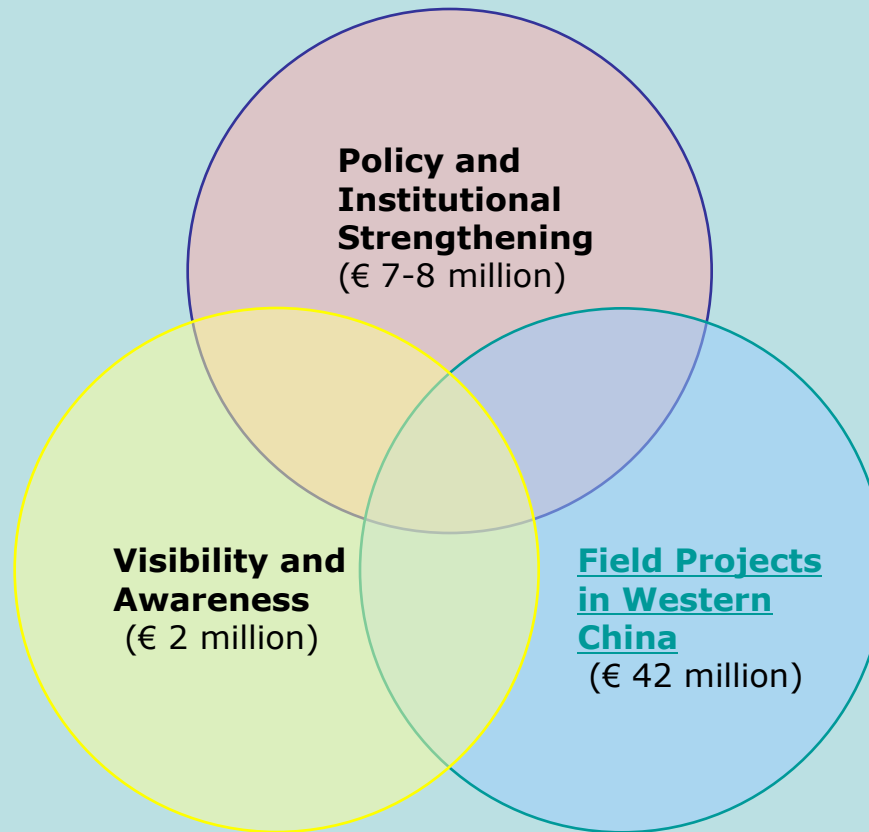 Policy and
Institutional
Strengthening
(€ 7-8 million)
Visibility and
Awareness
(€ 2 million)
Field Projects
in Western
China
(€ 42 million)